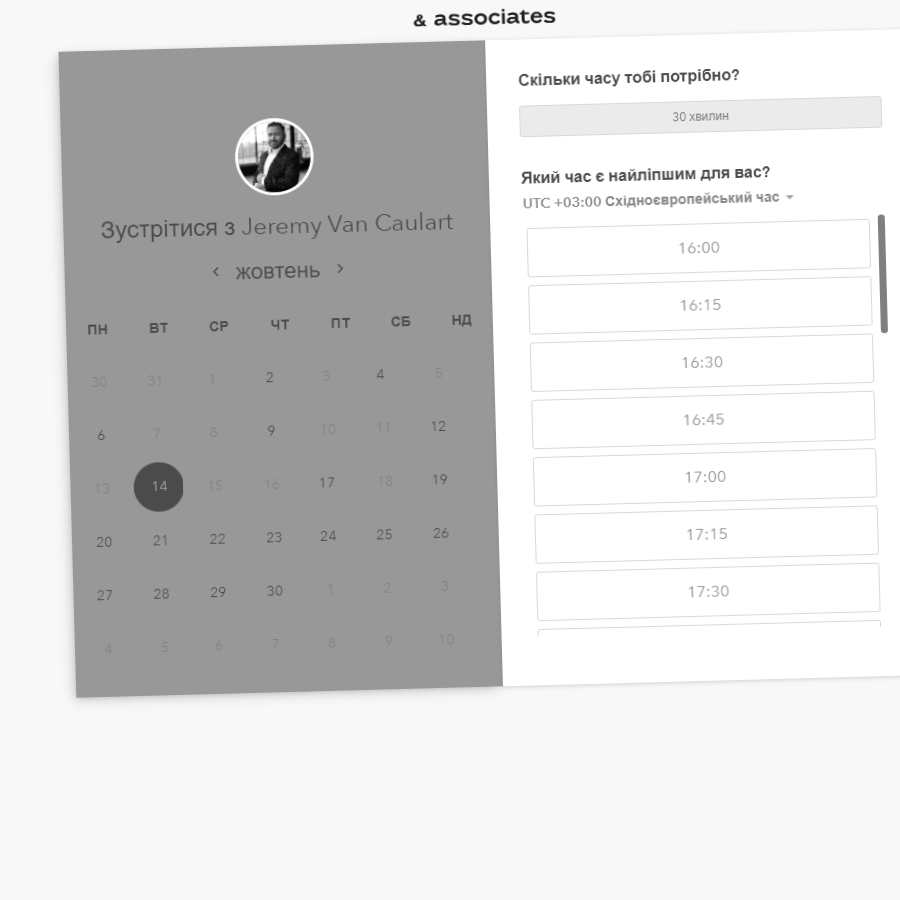 & associates
Зустрітися з Jeremy Van Caulart
‹ жовтень ›
ПН ВТ СР ЧТ ПТ СБ НД
30 31 1 2 3 4 5
6 7 8 9 10 11 12
13 14 15 16 17 18 19
20 21 22 23 24 25 26
27 28 29 30 1 2 3
4 5 6 7 8 9 10
Скільки часу тобі потрібно?
30 хвилин
Який час є найліпшим для вас?
UTC +03:00 Східноєвропейський час
16:00
16:15
16:30
16:45
17:00
17:15
17:30